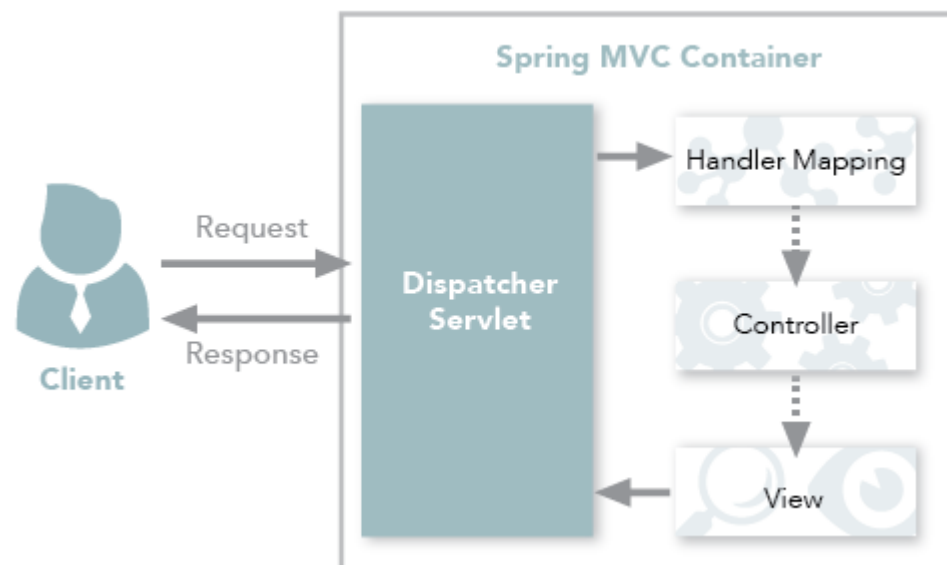 Spring MVC Container
Handler Mapping
Request
Dispatcher
Servlet
Controller
Response
Client
View